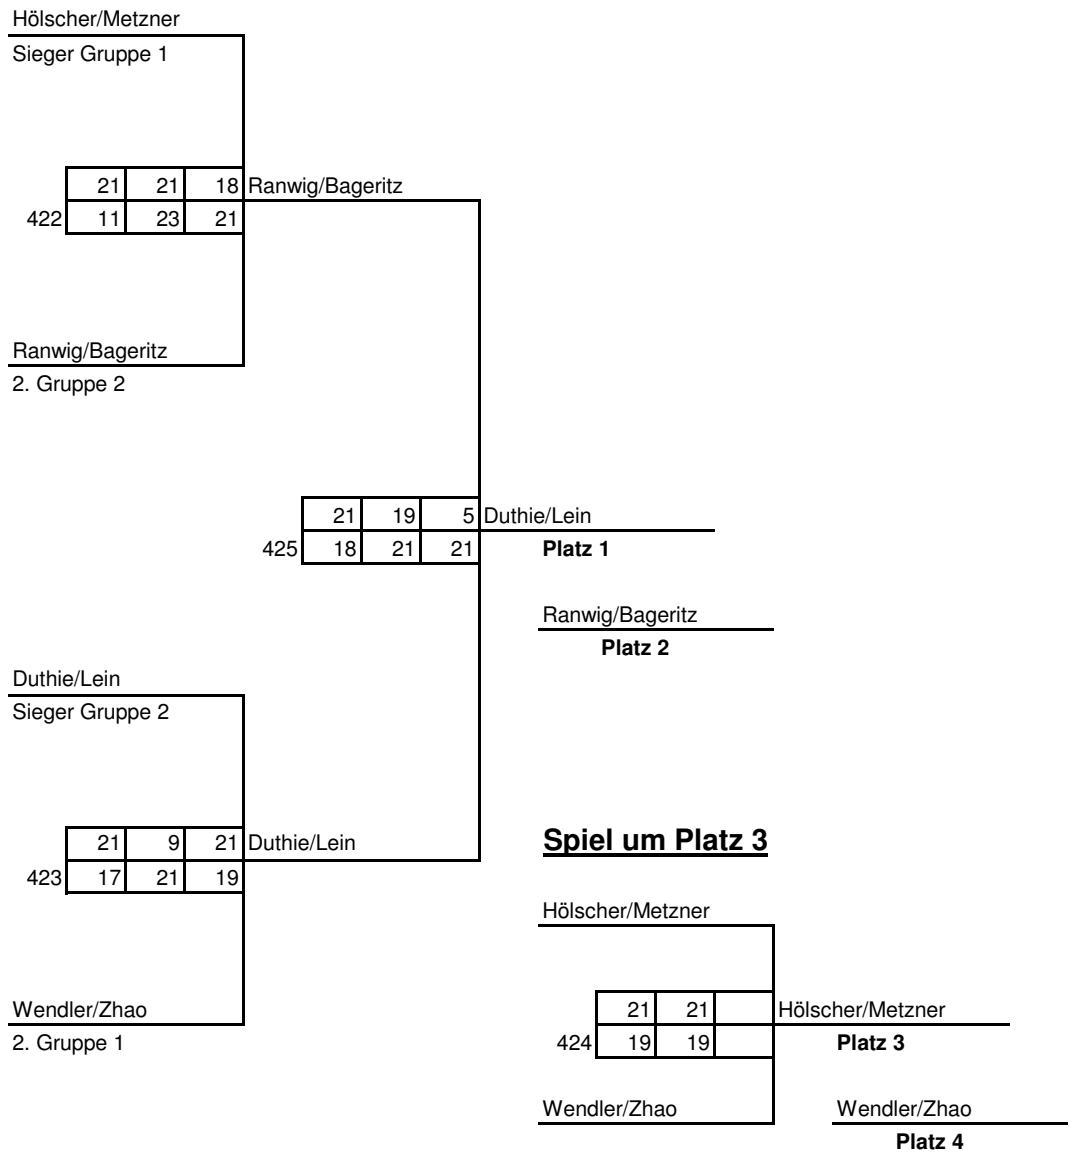 Hölscher/Metzner
Sieger Gruppe 1
21 21 18 Ranwig/Bageritz
422 11 23 21
Ranwig/Bageritz
2. Gruppe 2
21 19 5 Duthie/Lein
425 18 21 21 Platz 1
Ranwig/Bageritz
Platz 2
Duthie/Lein
Sieger Gruppe 2
21 9 21 Duthie/Lein
423 17 21 19
Wendler/Zhao
2. Gruppe 1
Spiel um Platz 3
Hölscher/Metzner
21 21 Hölscher/Metzner
424 19 19 Platz 3
Wendler/Zhao
Wendler/Zhao
Platz 4